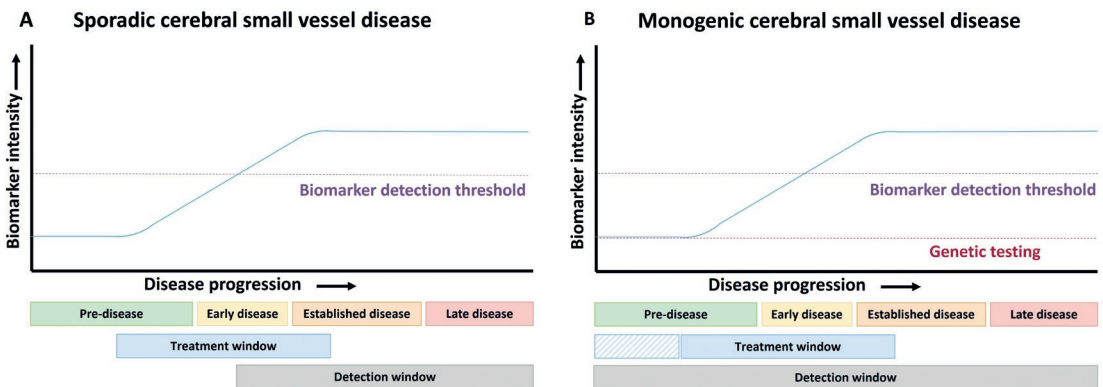 A Sporadic cerebral small vessel disease
Biomarker intensity
Biomarker detection threshold
Disease progression
Pre-disease
Early disease
Established disease
Late disease
Treatment window
Detection window
B Monogenic cerebral small vessel disease
Biomarker intensity
Biomarker detection threshold
Genetic testing
Disease progression
Pre-disease
Early disease
Established disease
Late disease
Treatment window
Detection window